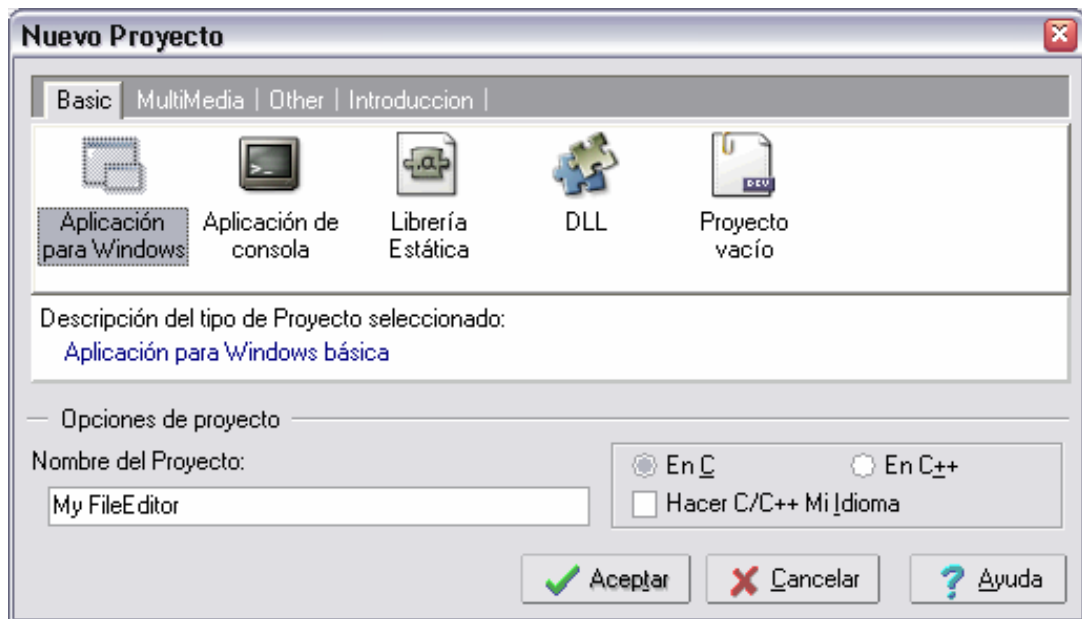 Nuevo Proyecto
Basic | MultiMedia | Other | Introduccion |
Aplicación para Windows
Aplicación de consola
Librería Estática
DLL
DEV
Proyecto vacío
Descripción del tipo de Proyecto seleccionado:
Aplicación para Windows básica
Opciones de proyecto
Nombre del Proyecto:
My FileEditor
En C
En C++
Hacer C/C++ Mi Idioma
Aceptar
Cancelar
Ayuda